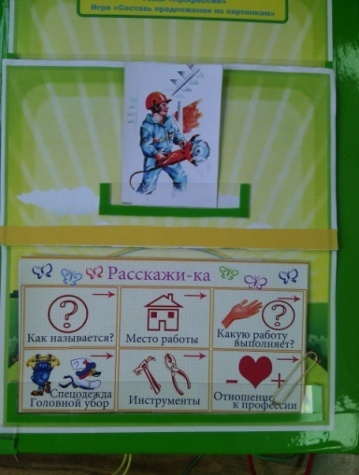 Игра «Составь предложения по картинкам»
Расскажи-ка
Как называется?
Место работы
Какую работу
выполняет?
Спецодежда
Головной убор
Инструменты
Отношение
к профессии